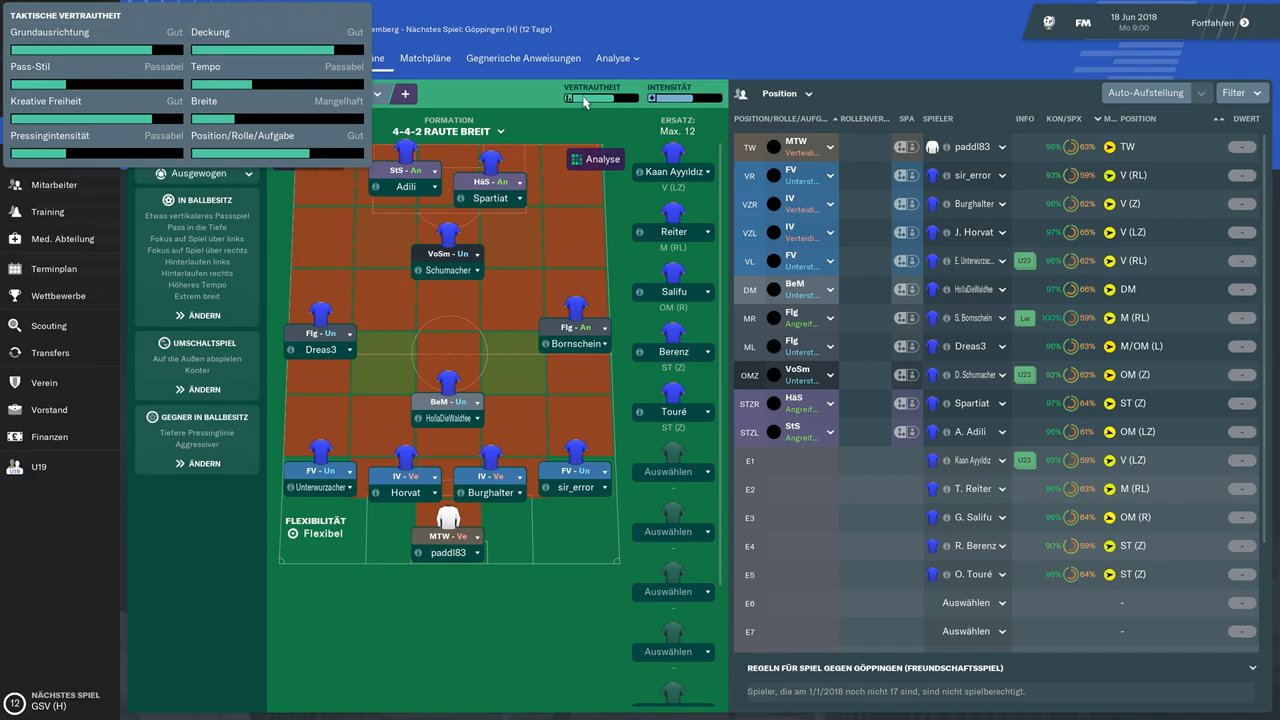 TAKTISCHE VERTRAUTHEIT
Grundausrichtung Gut
Deckung Gut
Pass-Stil Passabel
Tempo Passabel
Kreative Freiheit Gut
Breite Mangelhaft
Pressingintensität Passabel
Position/Rolle/Aufgabe Gut
emberg - Nächstes Spiel: Göppingen (H) (12 Tage)
FM
18 Jun 2018
Mo 9:00
Fortfahren
Matchpläne
Gegnerische Anweisungen
Analyse
VERTRAUTHEIT
INTENSITÄT
Position
Auto-Aufstellung
Filter
Mitarbeiter
Training
Med. Abteilung
Terminplan
Wettbewerbe
Scouting
Transfers
Verein
Vorstand
Finanzen
U19
NÄCHSTES SPIEL
12 GSV (H)
Ausgewogen
IN BALLBESITZ
Etwas vertikaleres Passspiel
Pass in die Tiefe
Fokus auf Spiel über links
Fokus auf Spiel über rechts
Hinterlaufen links
Hinterlaufen rechts
Höheres Tempo
Extrem breit
ÄNDERN
UMSCHALTSPIEL
Auf die Außen abspielen
Konter
ÄNDERN
GEGNER IN BALLBESITZ
Tiefere Pressinglinie
Aggressiver
ÄNDERN
FORMATION
4-4-2 RAUTE BREIT
Analyse
StS - An
Adili
HäS - An
Spartiat
VoSm - Un
Schumacher
Flg - Un
Dreas3
Flg - An
Bornschein
BeM - Un
HollaDieWaldfee
FV - Un
Unterwurzacher
IV - Ve
Horvat
IV - Ve
Burghalter
FV - Un
sir_error
MTW - Ve
paddl83
FLEXIBILITÄT
Flexibel
ERSATZ:
Max. 12
Kaan Ayyıldız
V (LZ)
Reiter
M (RL)
Salifu
OM (R)
Berenz
ST (Z)
Touré
ST (Z)
Auswählen
-
Auswählen
-
Auswählen
-
Auswählen
-
POSITION/ROLLE/AUFG... ROLLENVER... SPA SPIELER INFO KON/SPX M... POSITION DWERT
TW MTW Verteidi... paddl83 96% 63% TW -
VR FV Unterst... sir_error 93% 59% V (RL) -
VZR IV Verteidi... Burghalter 96% 62% V (Z) -
VZL IV Verteidi... J. Horvat 97% 65% V (LZ) -
VL FV Unterst... E. Unterwurzac... U23 96% 62% V (RL) -
DM BeM Unterst... HollaDieWaldfee 97% 66% DM -
MR Flg Angreif... S. Bornschein Lei 100% 59% M (RL) -
ML Flg Unterst... Dreas3 96% 63% M/OM (L) -
OMZ VoSm Unterst... D. Schumacher U23 92% 62% OM (Z) -
STZR HäS Angreif... Spartiat 97% 64% ST (Z) -
STZL StS Angreif... A. Adili 96% 61% OM (LZ) -
E1 Kaan Ayyıldız U23 95% 59% V (LZ) -
E2 T. Reiter 96% 63% M (RL) -
E3 G. Salifu 96% 64% OM (R) -
E4 R. Berenz 90% 59% ST (Z) -
E5 O. Touré 96% 64% ST (Z) -
E6 Auswählen - -
E7 Auswählen - -
REGELN FÜR SPIEL GEGEN GÖPPINGEN (FREUNDSCHAFTSSPIEL)
Spieler, die am 1/1/2018 noch nicht 17 sind, sind nicht spielberechtigt.